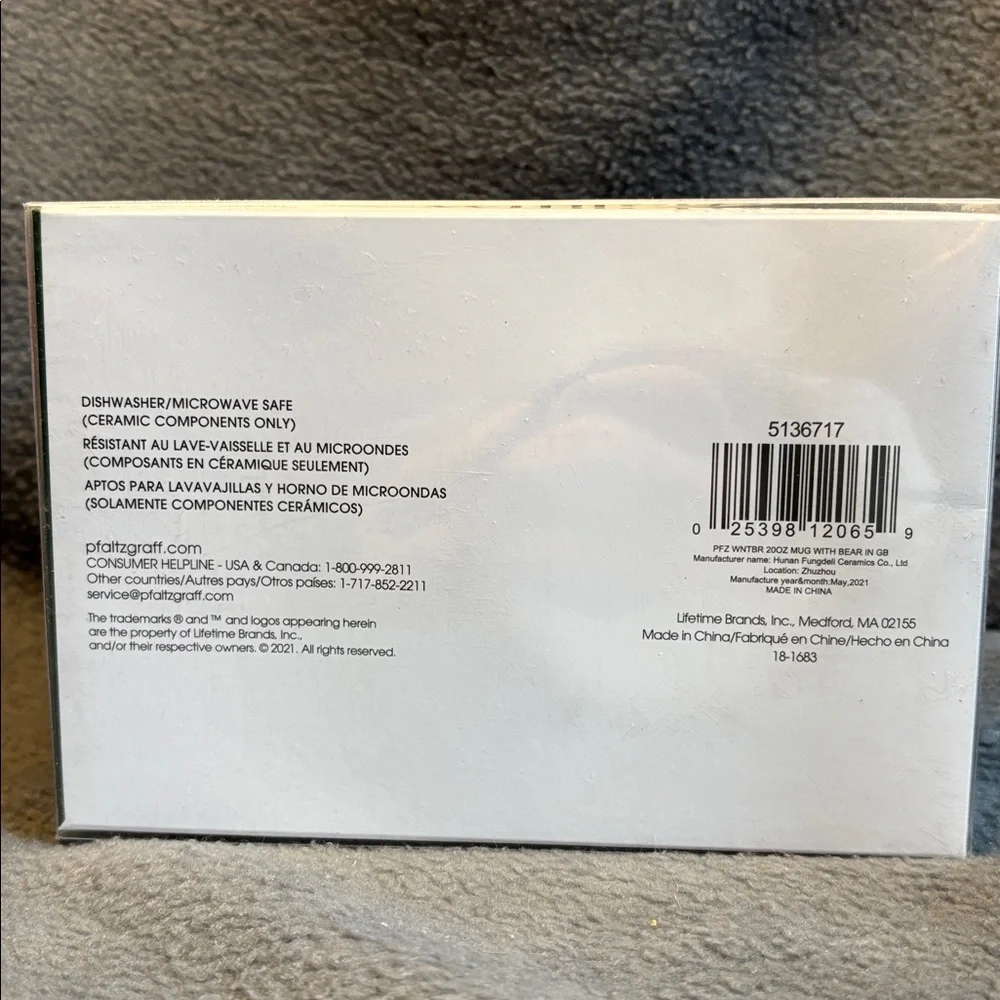 DISHWASHER/MICROWAVE SAFE
(CERAMIC COMPONENTS ONLY)
RÉSISTANT AU LAVE-VAISSELLE ET AU MICROONDES
(COMPOSANTS EN CÉRAMIQUE SEULEMENT)
APTOS PARA LAVAVAJILLAS Y HORNO DE MICROONDAS
(SOLAMENTE COMPONENTES CERÁMICOS)
pfaltzgraff.com
CONSUMER HELPLINE - USA & Canada: 1-800-999-2811
Other countries/Autres pays/Otros países: 1-717-852-2211
service@pfaltzgraff.com
The trademarks ® and ™ and logos appearing herein
are the property of Lifetime Brands, Inc.,
and/or their respective owners. © 2021. All rights reserved.
5136717
0 25398 12065 9
PFZ WNTBR 20OZ MUG WITH BEAR IN GB
Manufacturer name: Hunan Fungdeli Ceramics Co., Ltd
Location: Zhuzhou
Manufacture year&month:May,2021
MADE IN CHINA
Lifetime Brands, Inc., Medford, MA 02155
Made in China/Fabriqué en Chine/Hecho en China
18-1683